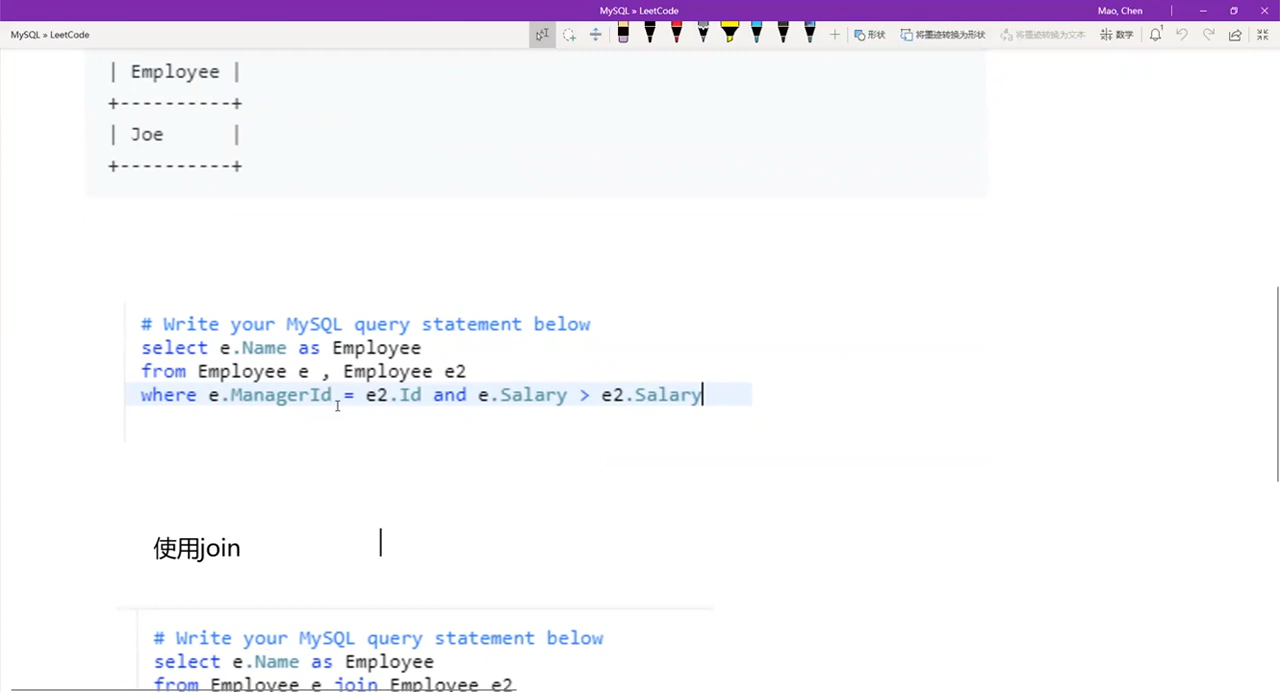 MySQL » LeetCode
Mao, Chen
MySQL » LeetCode
形状
将墨迹转换为形状
将墨迹转换为文本
数学
| Employee |
+----------+
| Joe      |
+----------+
# Write your MySQL query statement below
select e.Name as Employee
from Employee e , Employee e2
where e.ManagerId = e2.Id and e.Salary > e2.Salary
使用join
# Write your MySQL query statement below
select e.Name as Employee
from Employee e join Employee e2